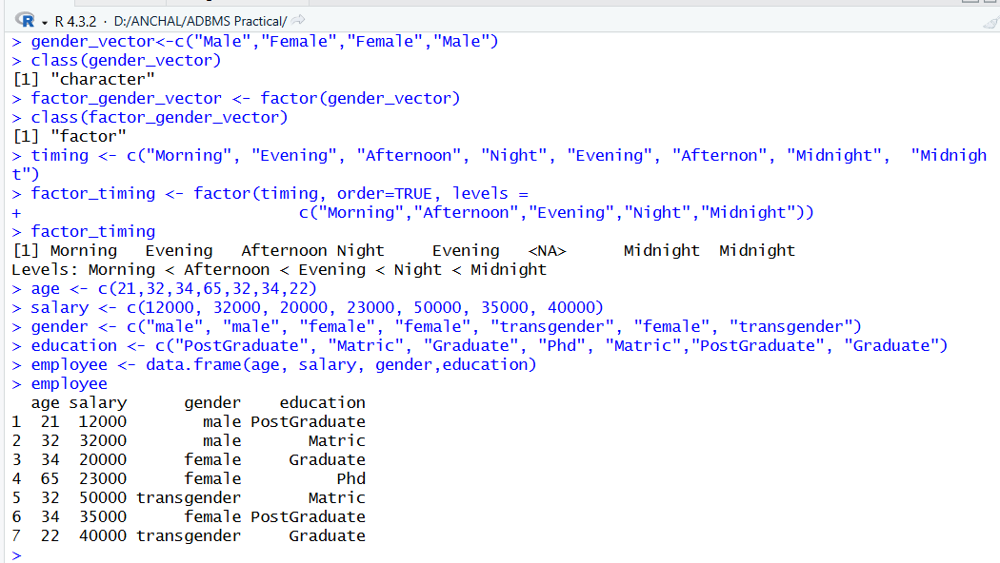 R R 4.3.2 · D:/ANCHAL/ADBMS Practical/
> gender_vector<-c("Male","Female","Female","Male")
> class(gender_vector)
[1] "character"
> factor_gender_vector <- factor(gender_vector)
> class(factor_gender_vector)
[1] "factor"
> timing <- c("Morning", "Evening", "Afternoon", "Night", "Evening", "Afternon", "Midnight",  "Midnigh
t")
> factor_timing <- factor(timing, order=TRUE, levels =
+                             c("Morning","Afternoon","Evening","Night","Midnight"))
> factor_timing
[1] Morning   Evening   Afternoon Night     Evening   <NA>      Midnight  Midnight
Levels: Morning < Afternoon < Evening < Night < Midnight
> age <- c(21,32,34,65,32,34,22)
> salary <- c(12000, 32000, 20000, 23000, 50000, 35000, 40000)
> gender <- c("male", "male", "female", "female", "transgender", "female", "transgender")
> education <- c("PostGraduate", "Matric", "Graduate", "Phd", "Matric","PostGraduate", "Graduate")
> employee <- data.frame(age, salary, gender,education)
> employee
  age salary      gender    education
1  21  12000        male PostGraduate
2  32  32000        male       Matric
3  34  20000      female     Graduate
4  65  23000      female          Phd
5  32  50000 transgender       Matric
6  34  35000      female PostGraduate
7  22  40000 transgender     Graduate
>